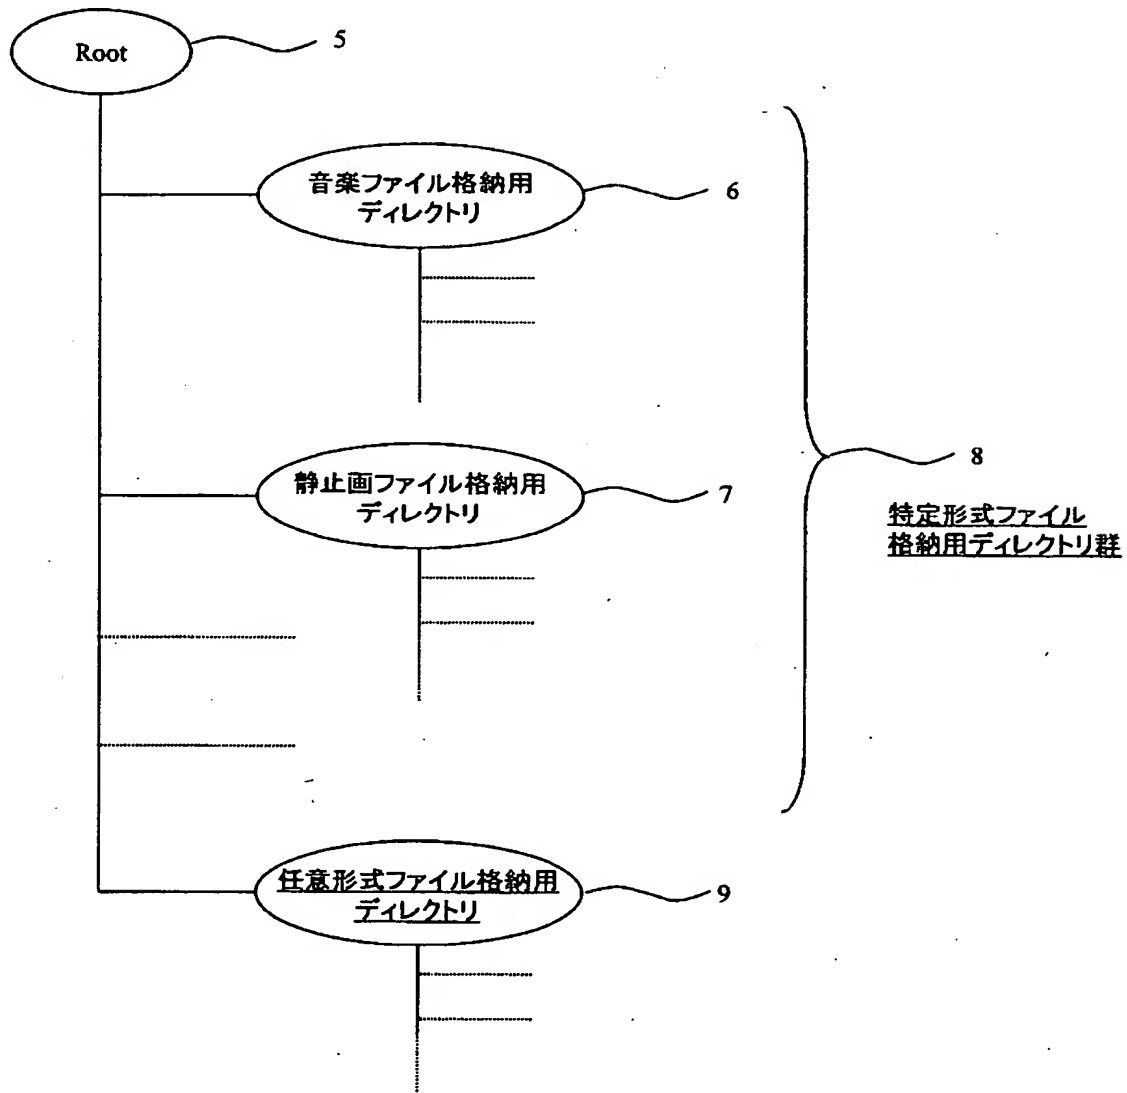 Root
5
音楽ファイル格納用
ディレクトリ
6
静止画ファイル格納用
ディレクトリ
7
8
特定形式ファイル
格納用ディレクトリ群
任意形式ファイル格納用
ディレクトリ
9